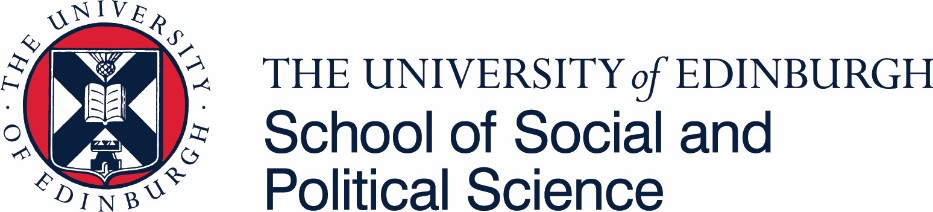 THE UNIVERSITY
· OF EDINBURGH ·
THE UNIVERSITY of EDINBURGH
School of Social and
Political Science